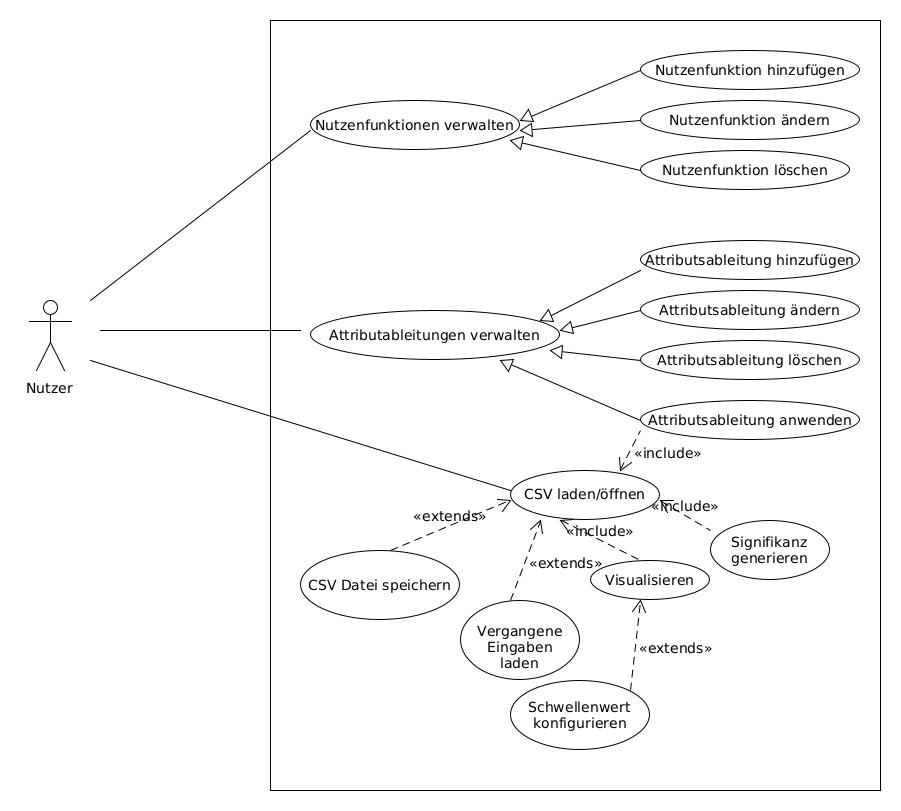 Nutzenfunktion hinzufügen
Nutzenfunktionen verwalten
Nutzenfunktion ändern
Nutzenfunktion löschen
Attributsableitung hinzufügen
Attributsableitung ändern
Attributableitungen verwalten
Attributsableitung löschen
Nutzer
Attributsableitung anwenden
«include»
CSV laden/öffnen
«include»
«extends»
«include»
Signifikanz
generieren
«extends»
Visualisieren
CSV Datei speichern
Vergangene
Eingaben
laden
«extends»
Schwellenwert
konfigurieren